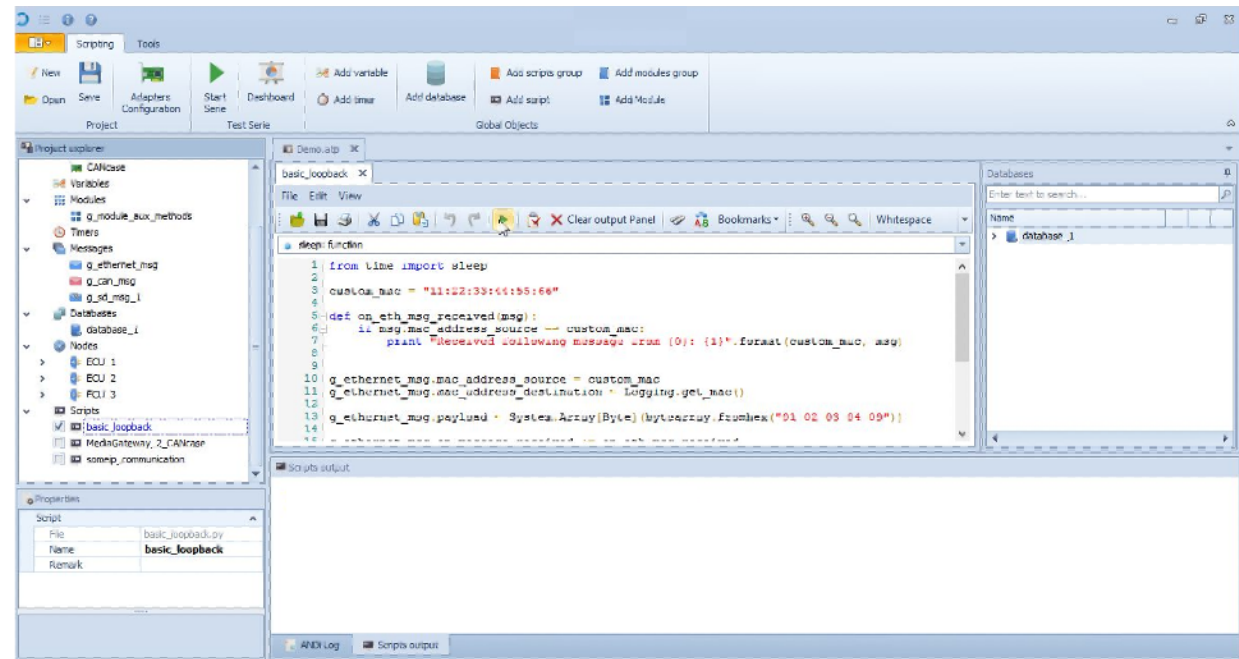 Scripting Tools
New Save Adapters Configuration Start Serie Dashboard Add variable Add database Add scripts group Add modules group
Open Add timer Add script Add Module
Project Test Serie Global Objects
Project explorer
CANcase
Variables
Modules
g_module_aux_methods
Timers
Messages
g_ethernet_msg
g_can_msg
g_sd_msg_1
Databases
database_1
Nodes
ECU 1
ECU 2
ECU 3
Scripts
basic_loopback
MediaGateway_2_CANcase
someip_communication
Properties
Script
File basic_loopback.py
Name basic_loopback
Remark
Demo.atp
basic_loopback
File Edit View
Clear output Panel Bookmarks Whitespace
sleep: function
1 from time import sleep
2
3 custom_mac = "11:22:33:44:55:66"
4
5 def on_eth_msg_received(msg):
6 if msg.mac_address_source == custom_mac:
7 print "Received following message from {0}: {1}".format(custom_mac, msg)
8
9
10 g_ethernet_msg.mac_address_source = custom_mac
11 g_ethernet_msg.mac_address_destination = Logging.get_mac()
12
13 g_ethernet_msg.payload = System.Array[Byte](bytearray.fromhex("01 02 03 04 09"))
14
Databases
Enter text to search...
Name
database_1
Scripts output
ANDi Log Scripts output